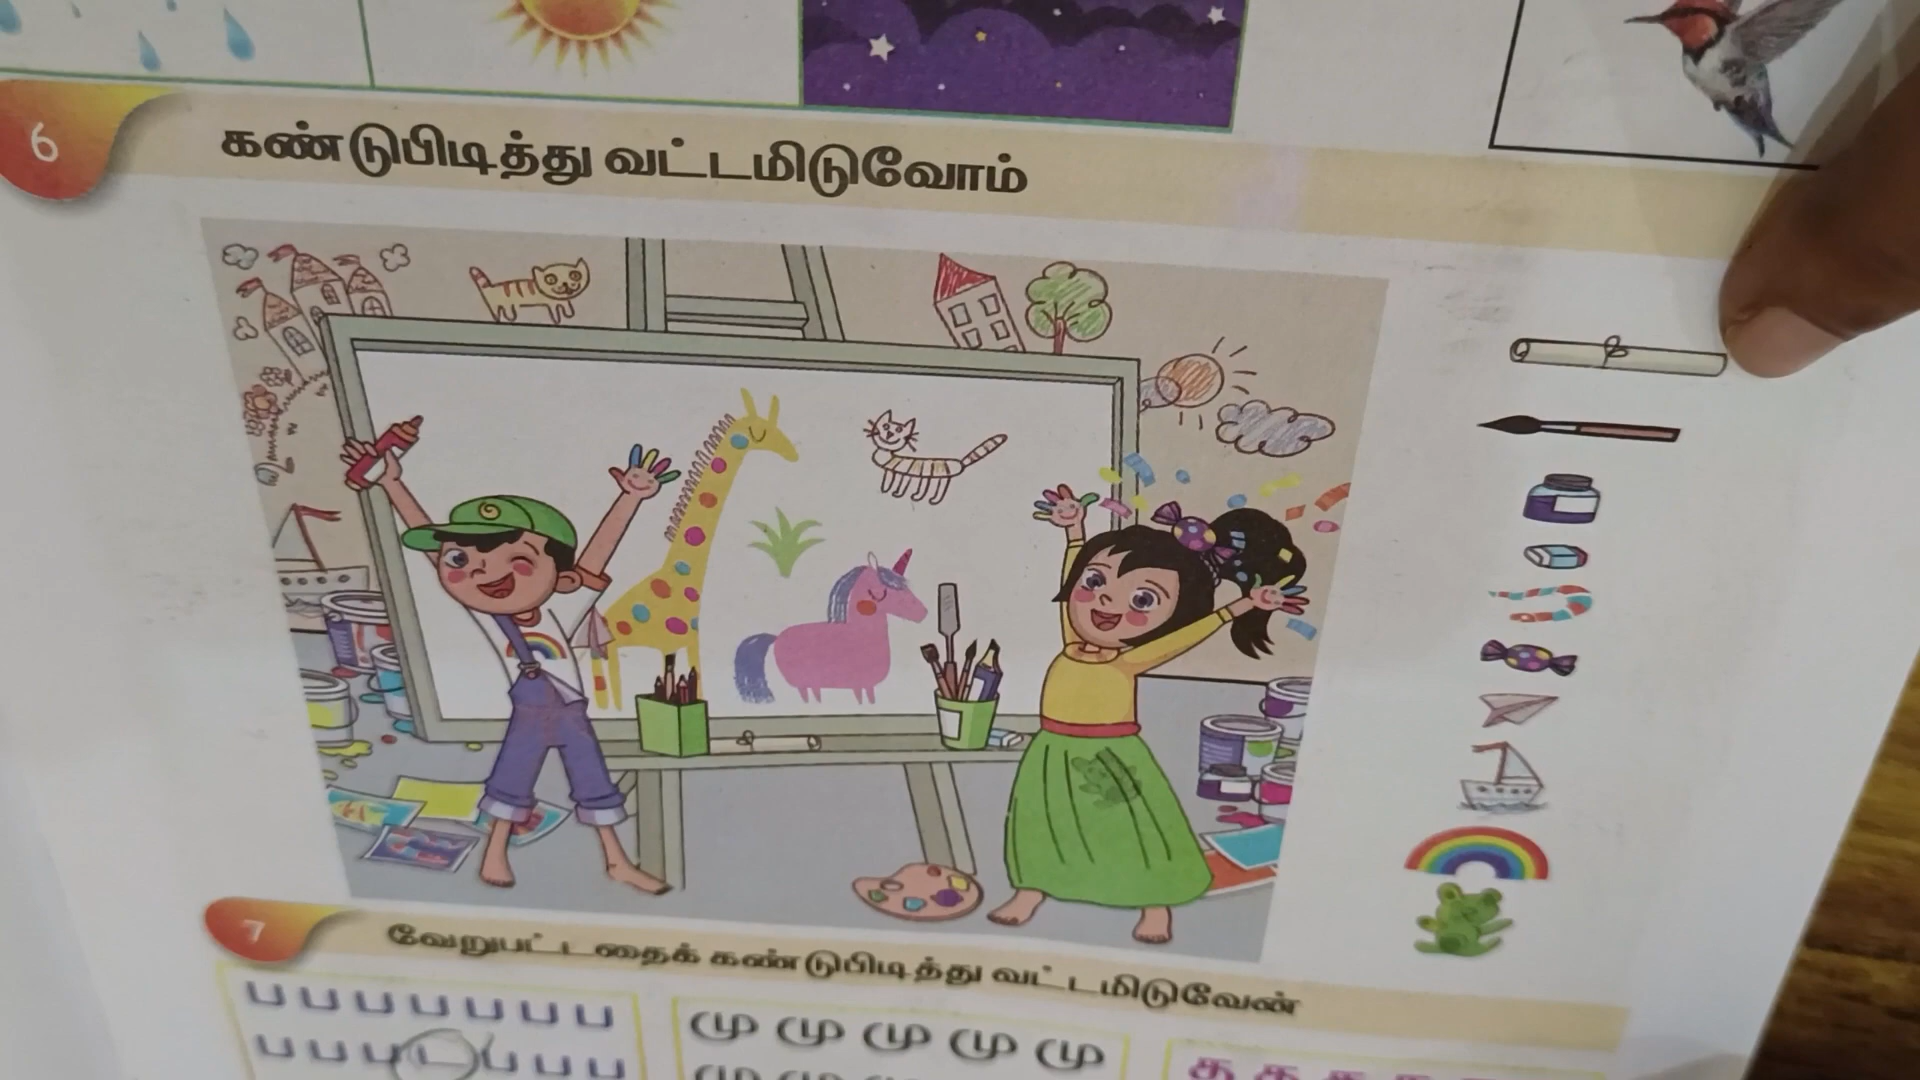 6
கண்டுபிடித்து வட்டமிடுவோம்
7
வேறுபட்டதைக் கண்டுபிடித்து வட்டமிடுவேன்
ப ப ப ப ப ப ப ப
மு மு மு மு மு
ப ப ப ட ப ப ப ப
த த த த